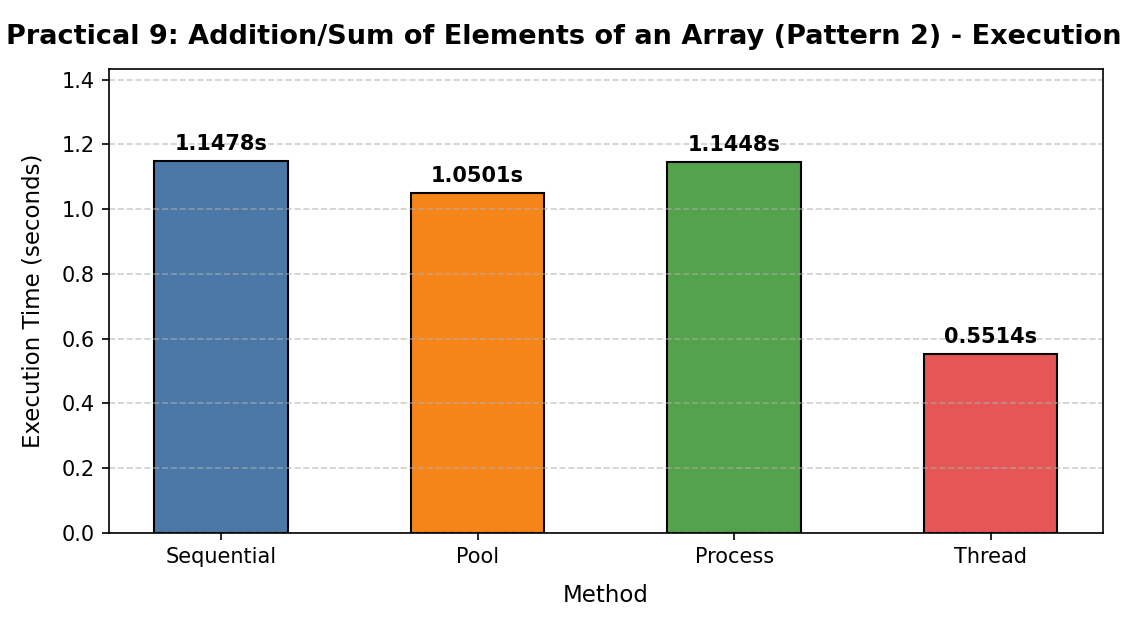 Practical 9: Addition/Sum of Elements of an Array (Pattern 2) - Execution
1.4
1.2
1.0
0.8
0.6
0.4
0.2
0.0
Execution Time (seconds)
1.1478s
1.0501s
1.1448s
0.5514s
Sequential
Pool
Process
Thread
Method